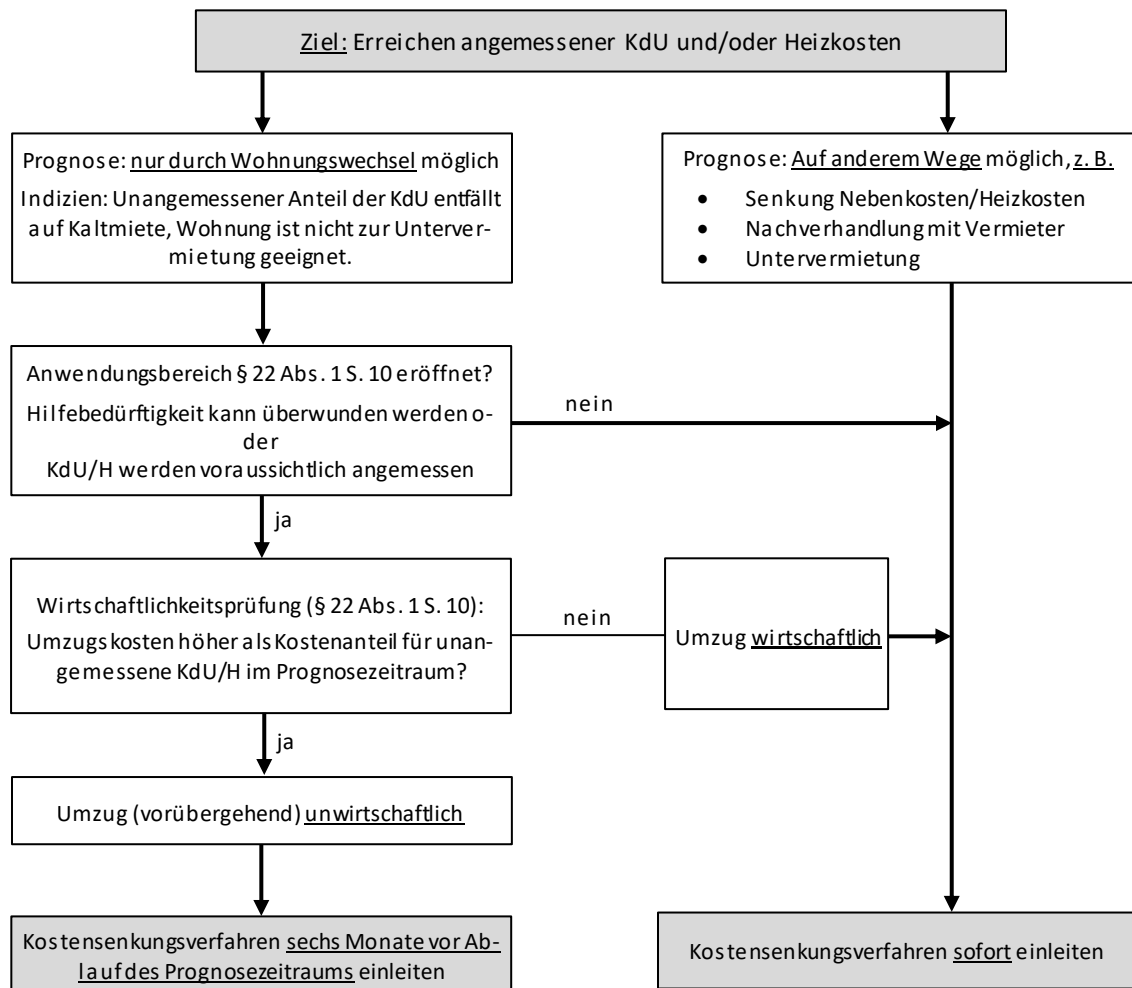 Ziel: Erreichen angemessener KdU und/oder Heizkosten
Prognose: nur durch Wohnungswechsel möglich
Indizien: Unangemessener Anteil der KdU entfällt
auf Kaltmiete, Wohnung ist nicht zur Unterver-
mietung geeignet.
Prognose: Auf anderem Wege möglich, z. B.
• Senkung Nebenkosten/Heizkosten
• Nachverhandlung mit Vermieter
• Untervermietung
Anwendungsbereich § 22 Abs. 1 S. 10 eröffnet?
Hilfebedürftigkeit kann überwunden werden o-
der
KdU/H werden voraussichtlich angemessen
nein
ja
Wirtschaftlichkeitsprüfung (§ 22 Abs. 1 S. 10):
Umzugskosten höher als Kostenanteil für unan-
gemessene KdU/H im Prognosezeitraum?
nein
Umzug wirtschaftlich
ja
Umzug (vorübergehend) unwirtschaftlich
Kostensenkungsverfahren sechs Monate vor Ab-
lauf des Prognosezeitraums einleiten
Kostensenkungsverfahren sofort einleiten